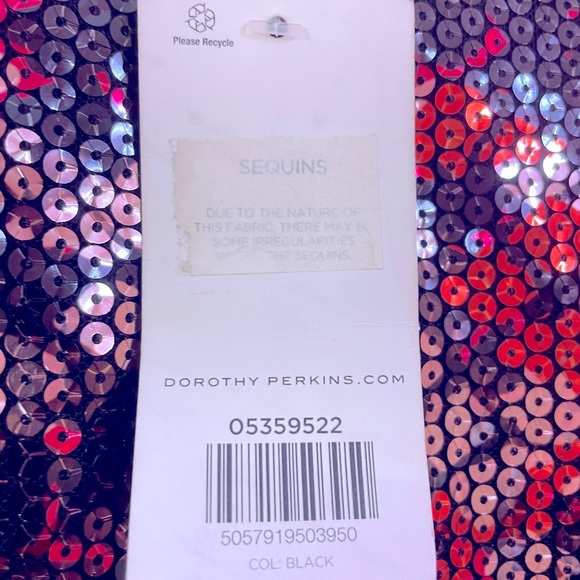 Please Recycle
SEQUINS
DUE TO THE NATURE OF
THIS FABRIC, THERE MAY B
SOME IRREGULARITIES
THE SEQUINS.
DOROTHY PERKINS.COM
05359522
5057919503950
COL: BLACK